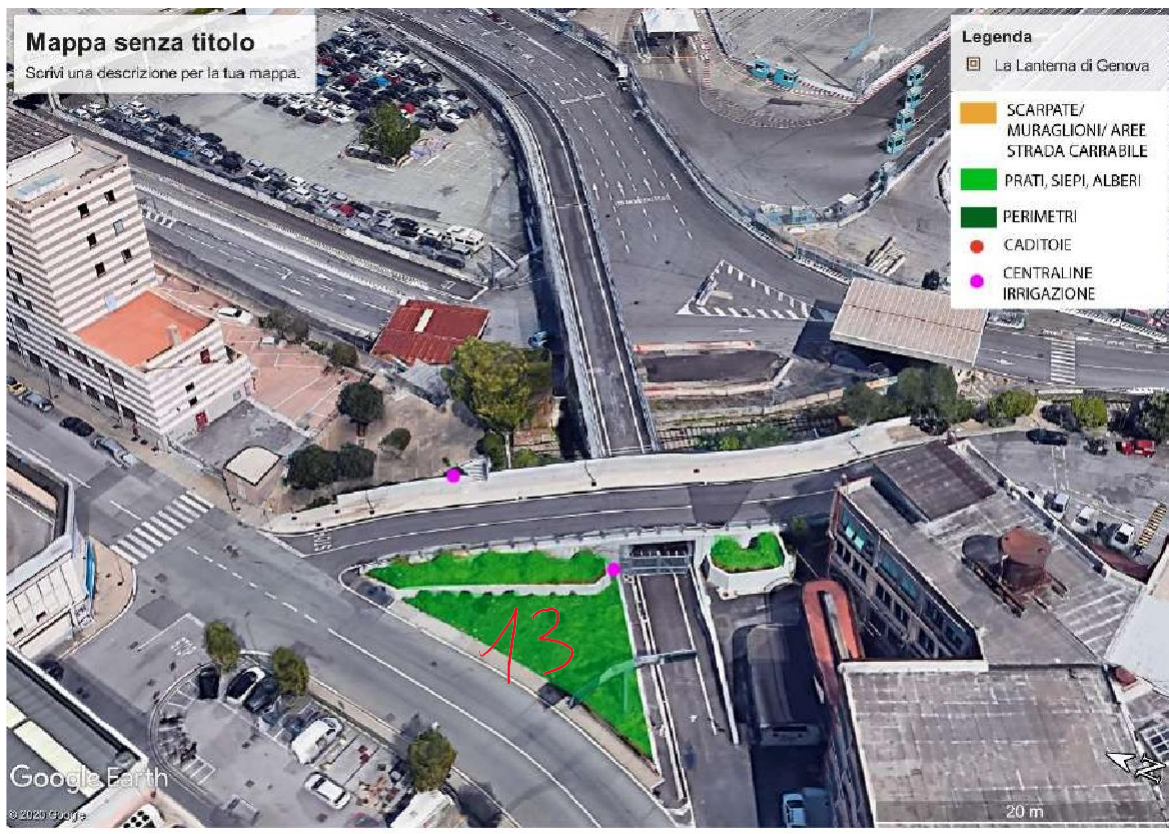 Mappa senza titolo
Scrivi una descrizione per la tua mappa.
Legenda
La Lanterna di Genova
SCARPATE/
MURAGLIONI/ AREE
STRADA CARRABILE
PRATI, SIEPI, ALBERI
PERIMETRI
CADITOIE
CENTRALINE
IRRIGAZIONE
STOP
13
Google Earth
© 2020 Google
N
20 m